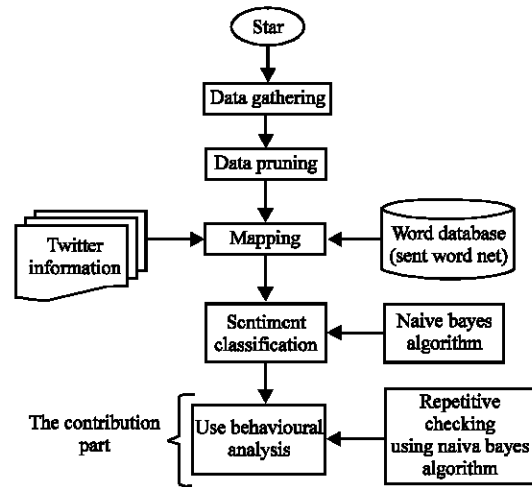 Star
Data gathering
Data pruning
Twitter
information
Mapping
Word database
(sent word net)
Sentiment
classification
Naive bayes
algorithm
The contribution
part
Use behavioural
analysis
Repetitive
checking
using naiva bayes
algorithm